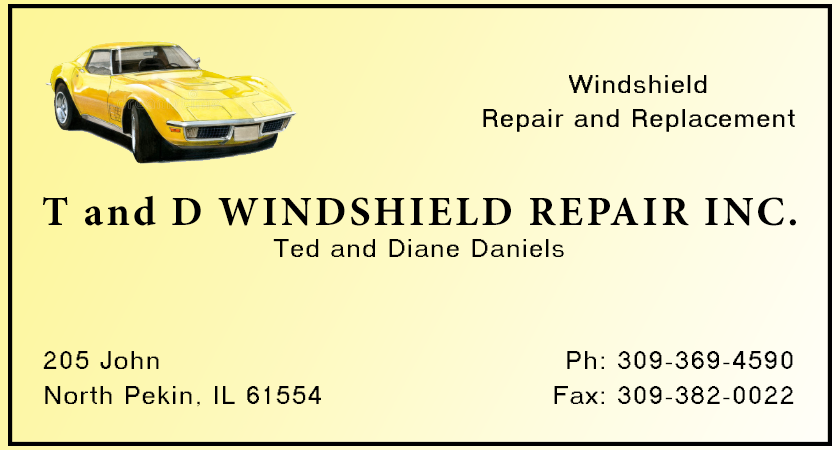 Windshield
Repair and Replacement
T and D WINDSHIELD REPAIR INC.
Ted and Diane Daniels
205 John
North Pekin, IL 61554
Ph: 309-369-4590
Fax: 309-382-0022